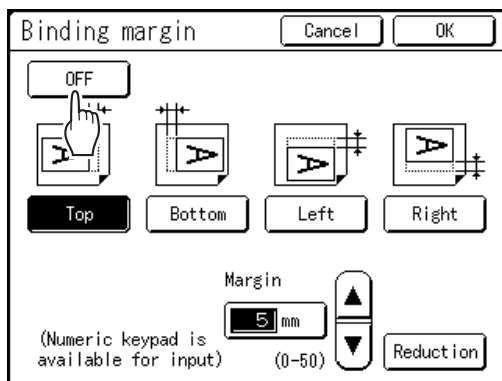 Binding margin Cancel OK
OFF
A A A A
Top Bottom Left Right
Margin
5 mm
(Numeric keypad is
available for input) (0-50) Reduction